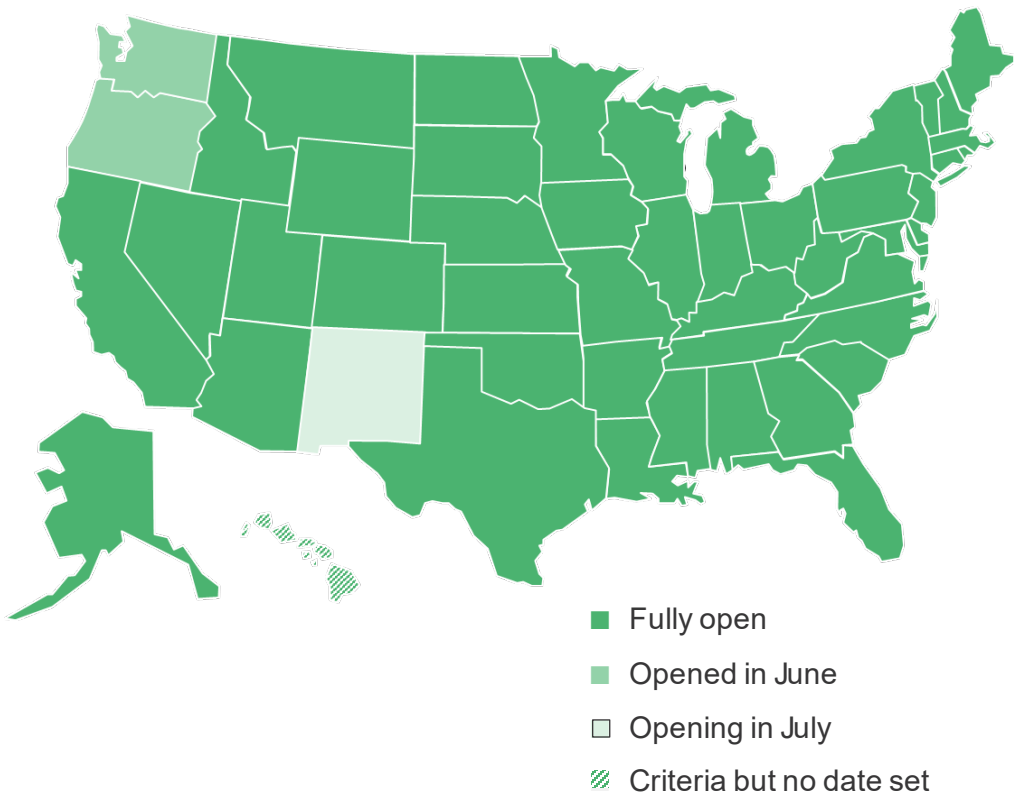 Fully open
Opened in June
Opening in July
Criteria but no date set